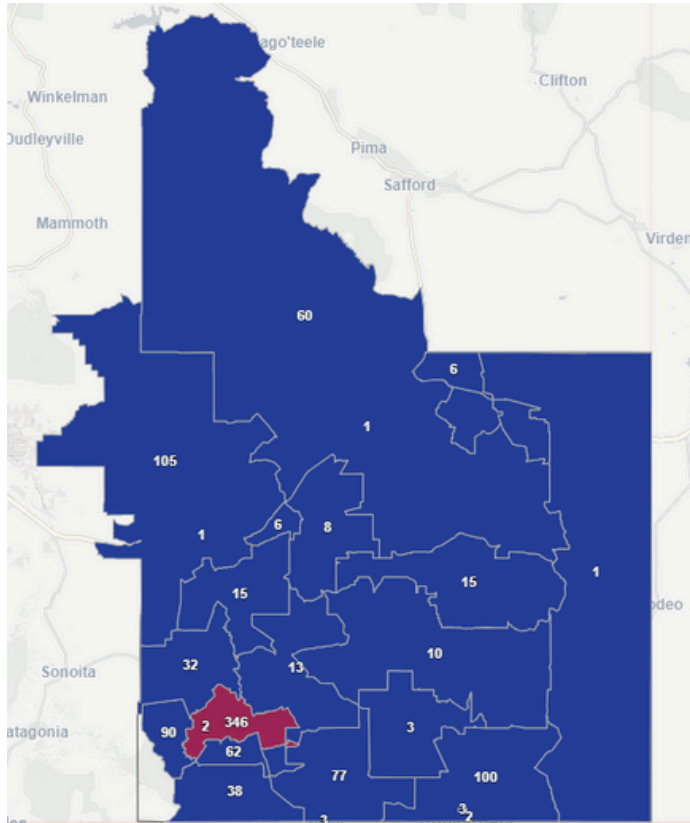 ago'teele
Clifton
Winkelman
Dudleyville
Pima
Safford
Mammoth
Virden
60
6
1
105
6
8
1
15
1
15
odeo
32
13
10
Sonoita
2
346
3
90
atagonia
62
77
100
38
3
3
2